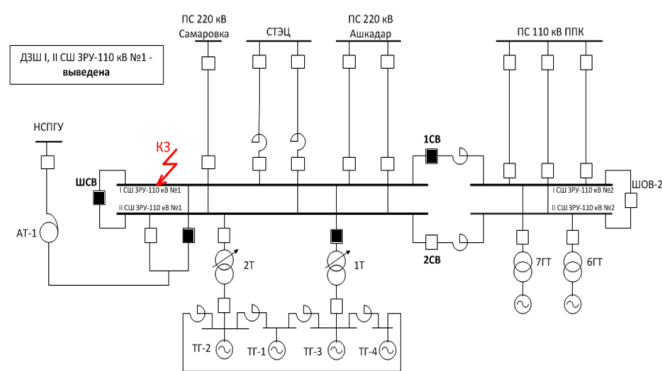 ПС 220 кВ
Самаровка
СТЭЦ
ПС 220 кВ
Ашкадар
ПС 110 кВ ППК
ДЗШ I, II СШ ЗРУ-110 кВ №1 -
выведена
НСПГУ
КЗ
1СВ
ШСВ
I СШ ЗРУ-110 кВ №1
I СШ ЗРУ-110 кВ №2
ШОВ-2
II СШ ЗРУ-110 кВ №1
II СШ ЗРУ-110 кВ №2
АТ-1
2СВ
2Т
1Т
7ГТ
6ГТ
ТГ-2
ТГ-1
ТГ-3
ТГ-4